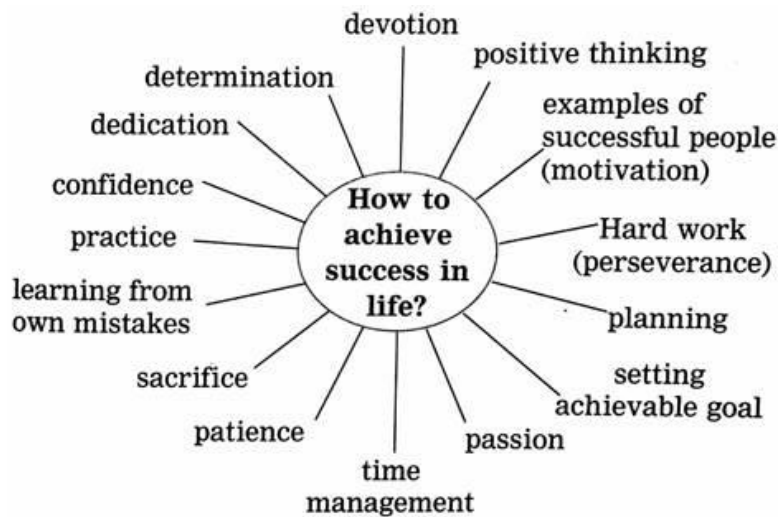 devotion
positive thinking
examples of
successful people
(motivation)
Hard work
(perseverance)
planning
setting
achievable goal
passion
time
management
patience
sacrifice
learning from
own mistakes
practice
confidence
dedication
determination
How to
achieve
success in
life?